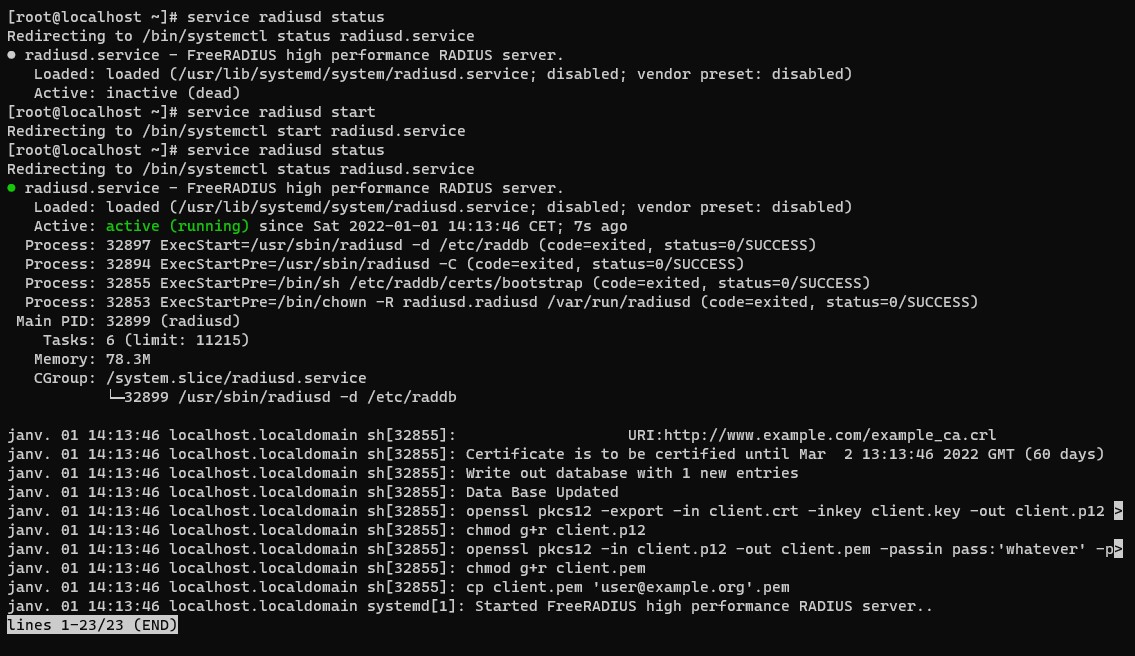 [root@localhost ~]# service radiusd status
Redirecting to /bin/systemctl status radiusd.service
● radiusd.service - FreeRADIUS high performance RADIUS server.
   Loaded: loaded (/usr/lib/systemd/system/radiusd.service; disabled; vendor preset: disabled)
   Active: inactive (dead)
[root@localhost ~]# service radiusd start
Redirecting to /bin/systemctl start radiusd.service
[root@localhost ~]# service radiusd status
Redirecting to /bin/systemctl status radiusd.service
● radiusd.service - FreeRADIUS high performance RADIUS server.
   Loaded: loaded (/usr/lib/systemd/system/radiusd.service; disabled; vendor preset: disabled)
   Active: active (running) since Sat 2022-01-01 14:13:46 CET; 7s ago
  Process: 32897 ExecStart=/usr/sbin/radiusd -d /etc/raddb (code=exited, status=0/SUCCESS)
  Process: 32894 ExecStartPre=/usr/sbin/radiusd -C (code=exited, status=0/SUCCESS)
  Process: 32855 ExecStartPre=/bin/sh /etc/raddb/certs/bootstrap (code=exited, status=0/SUCCESS)
  Process: 32853 ExecStartPre=/bin/chown -R radiusd.radiusd /var/run/radiusd (code=exited, status=0/SUCCESS)
 Main PID: 32899 (radiusd)
    Tasks: 6 (limit: 11215)
   Memory: 78.3M
   CGroup: /system.slice/radiusd.service
           └─32899 /usr/sbin/radiusd -d /etc/raddb

janv. 01 14:13:46 localhost.localdomain sh[32855]:                   URI:http://www.example.com/example_ca.crl
janv. 01 14:13:46 localhost.localdomain sh[32855]: Certificate is to be certified until Mar  2 13:13:46 2022 GMT (60 days)
janv. 01 14:13:46 localhost.localdomain sh[32855]: Write out database with 1 new entries
janv. 01 14:13:46 localhost.localdomain sh[32855]: Data Base Updated
janv. 01 14:13:46 localhost.localdomain sh[32855]: openssl pkcs12 -export -in client.crt -inkey client.key -out client.p12 >
janv. 01 14:13:46 localhost.localdomain sh[32855]: chmod g+r client.p12
janv. 01 14:13:46 localhost.localdomain sh[32855]: openssl pkcs12 -in client.p12 -out client.pem -passin pass:'whatever' -p>
janv. 01 14:13:46 localhost.localdomain sh[32855]: chmod g+r client.pem
janv. 01 14:13:46 localhost.localdomain sh[32855]: cp client.pem 'user@example.org'.pem
janv. 01 14:13:46 localhost.localdomain systemd[1]: Started FreeRADIUS high performance RADIUS server..
lines 1-23/23 (END)